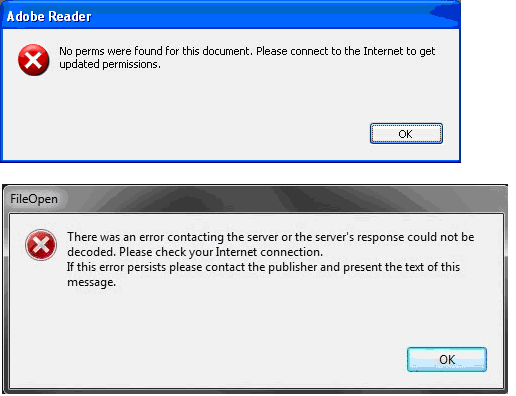 Adobe Reader
No perms were found for this document. Please connect to the Internet to get
updated permissions.
OK
FileOpen
There was an error contacting the server or the server's response could not be
decoded. Please check your Internet connection.
If this error persists please contact the publisher and present the text of this
message.
OK